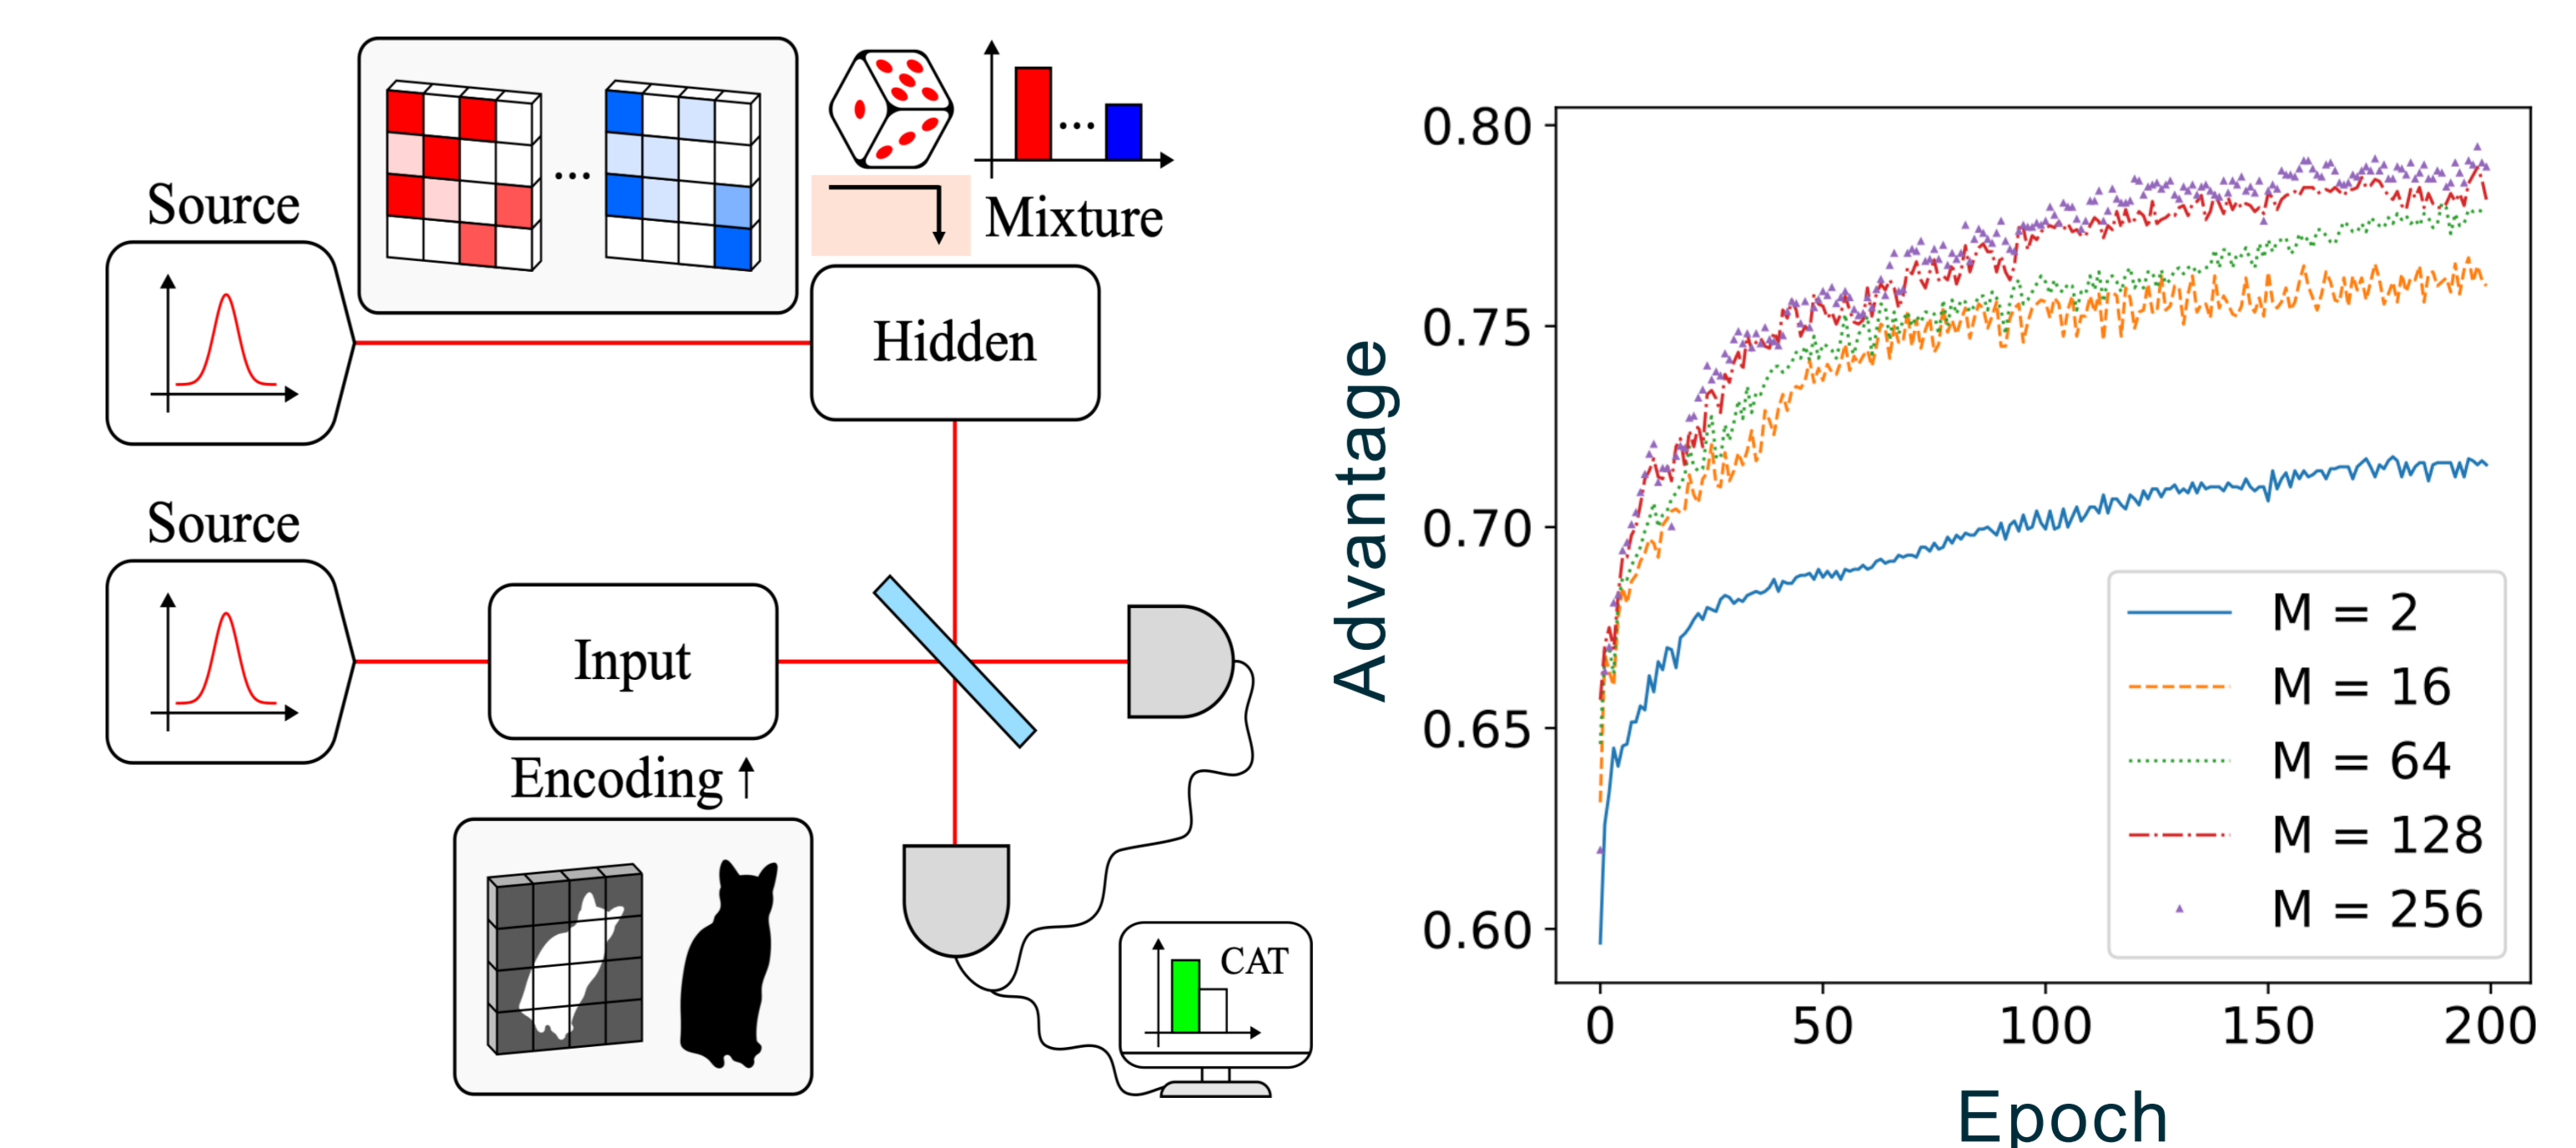 Source
...
Mixture
...
Hidden
Source
Input
Encoding ↑
CAT
Advantage
0.80
0.75
0.70
0.65
0.60
M = 2
M = 16
M = 64
M = 128
M = 256
0 50 100 150 200
Epoch